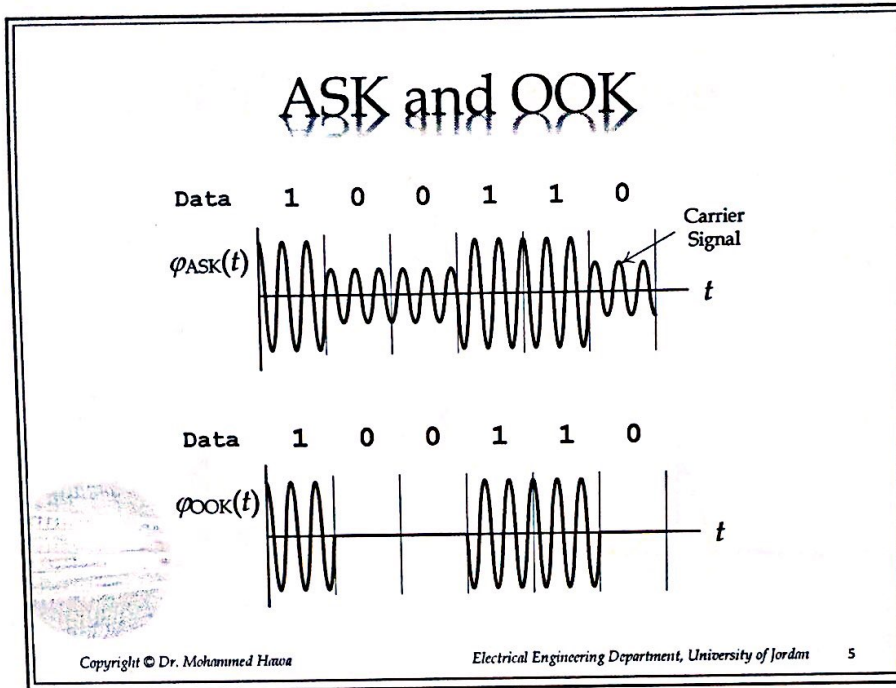 ASK and OOK
Data 1 0 0 1 1 0
Carrier
Signal
φASK(t)
t
Data 1 0 0 1 1 0
φOOK(t)
t
Copyright © Dr. Mohammed Hawa Electrical Engineering Department, University of Jordan 5